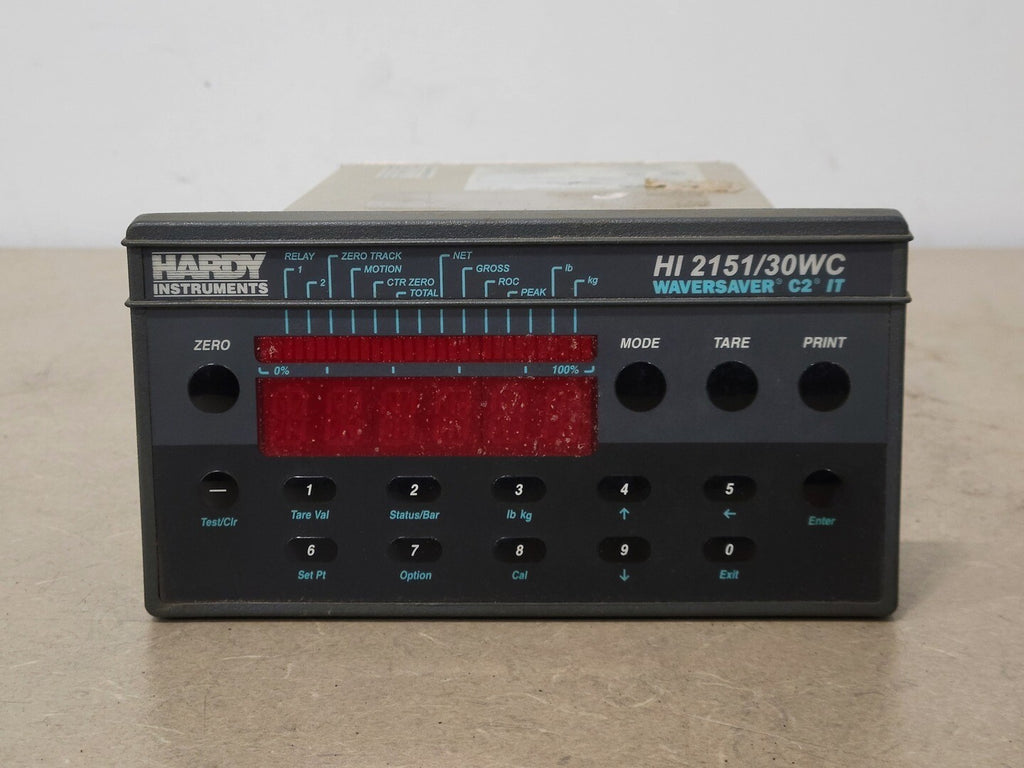 HARDY
INSTRUMENTS
RELAY
1
2
ZERO TRACK
MOTION
CTR ZERO
TOTAL
NET
GROSS
ROC
PEAK
lb
kg
HI 2151/30WC
WAVERSAVER® C2® IT
ZERO
MODE
TARE
PRINT
0%
100%
—
1
2
3
4
5
Test/Clr
Tare Val
Status/Bar
lb kg
↑
←
Enter
6
7
8
9
0
Set Pt
Option
Cal
↓
Exit